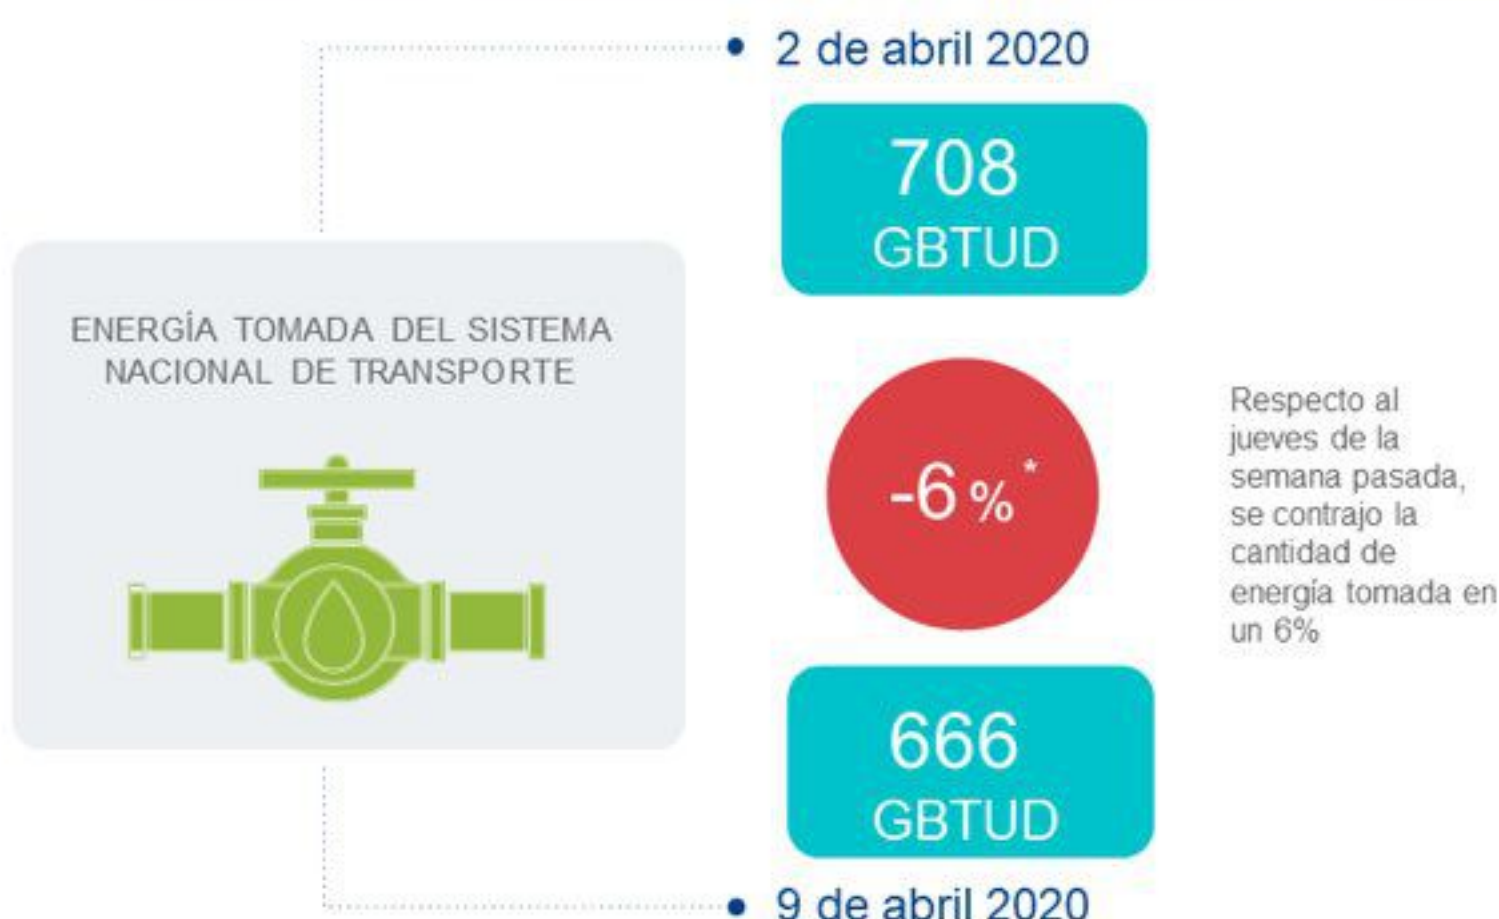 2 de abril 2020
708
GBTUD
ENERGÍA TOMADA DEL SISTEMA
NACIONAL DE TRANSPORTE
-6 % *
Respecto al
jueves de la
semana pasada,
se contrajo la
cantidad de
energía tomada en
un 6%
666
GBTUD
9 de abril 2020